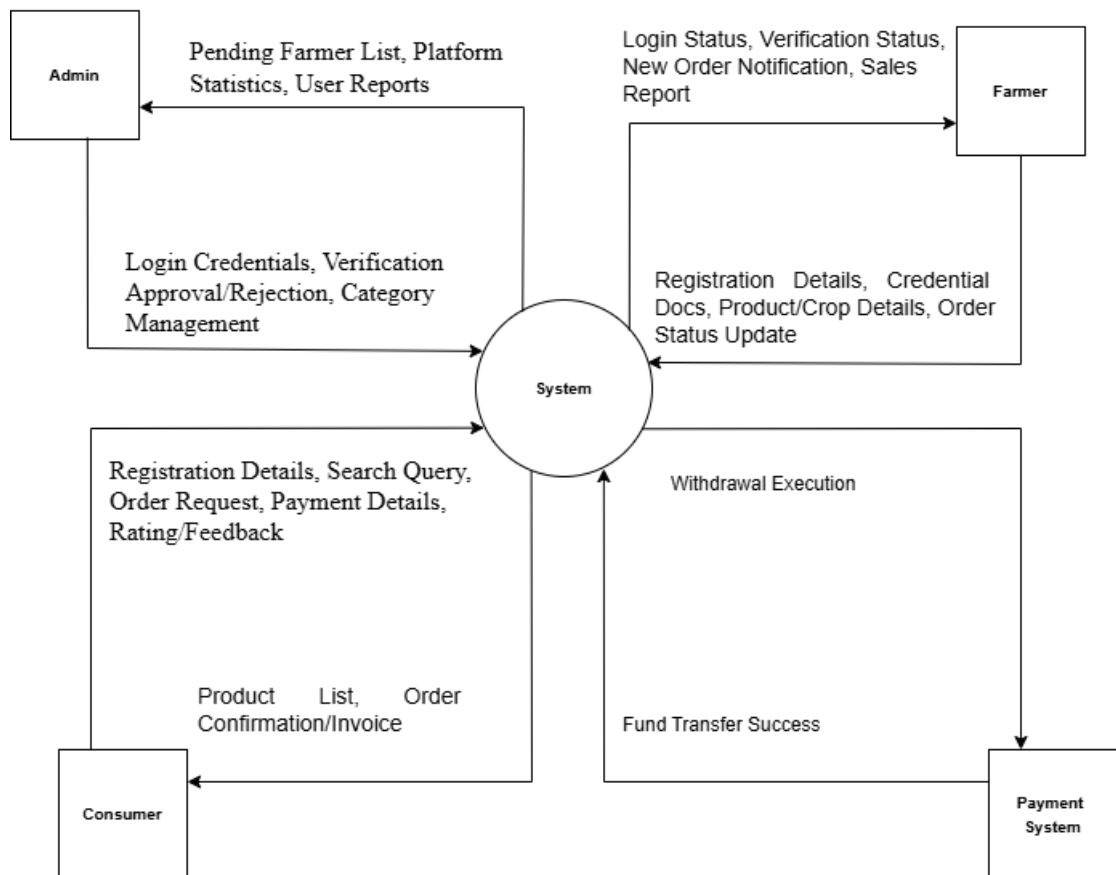 Admin
Pending Farmer List, Platform
Statistics, User Reports
Login Status, Verification Status,
New Order Notification, Sales
Report
Farmer
Login Credentials, Verification
Approval/Rejection, Category
Management
Registration Details, Credential
Docs, Product/Crop Details, Order
Status Update
System
Registration Details, Search Query,
Order Request, Payment Details,
Rating/Feedback
Withdrawal Execution
Product List, Order
Confirmation/Invoice
Fund Transfer Success
Consumer
Payment
System